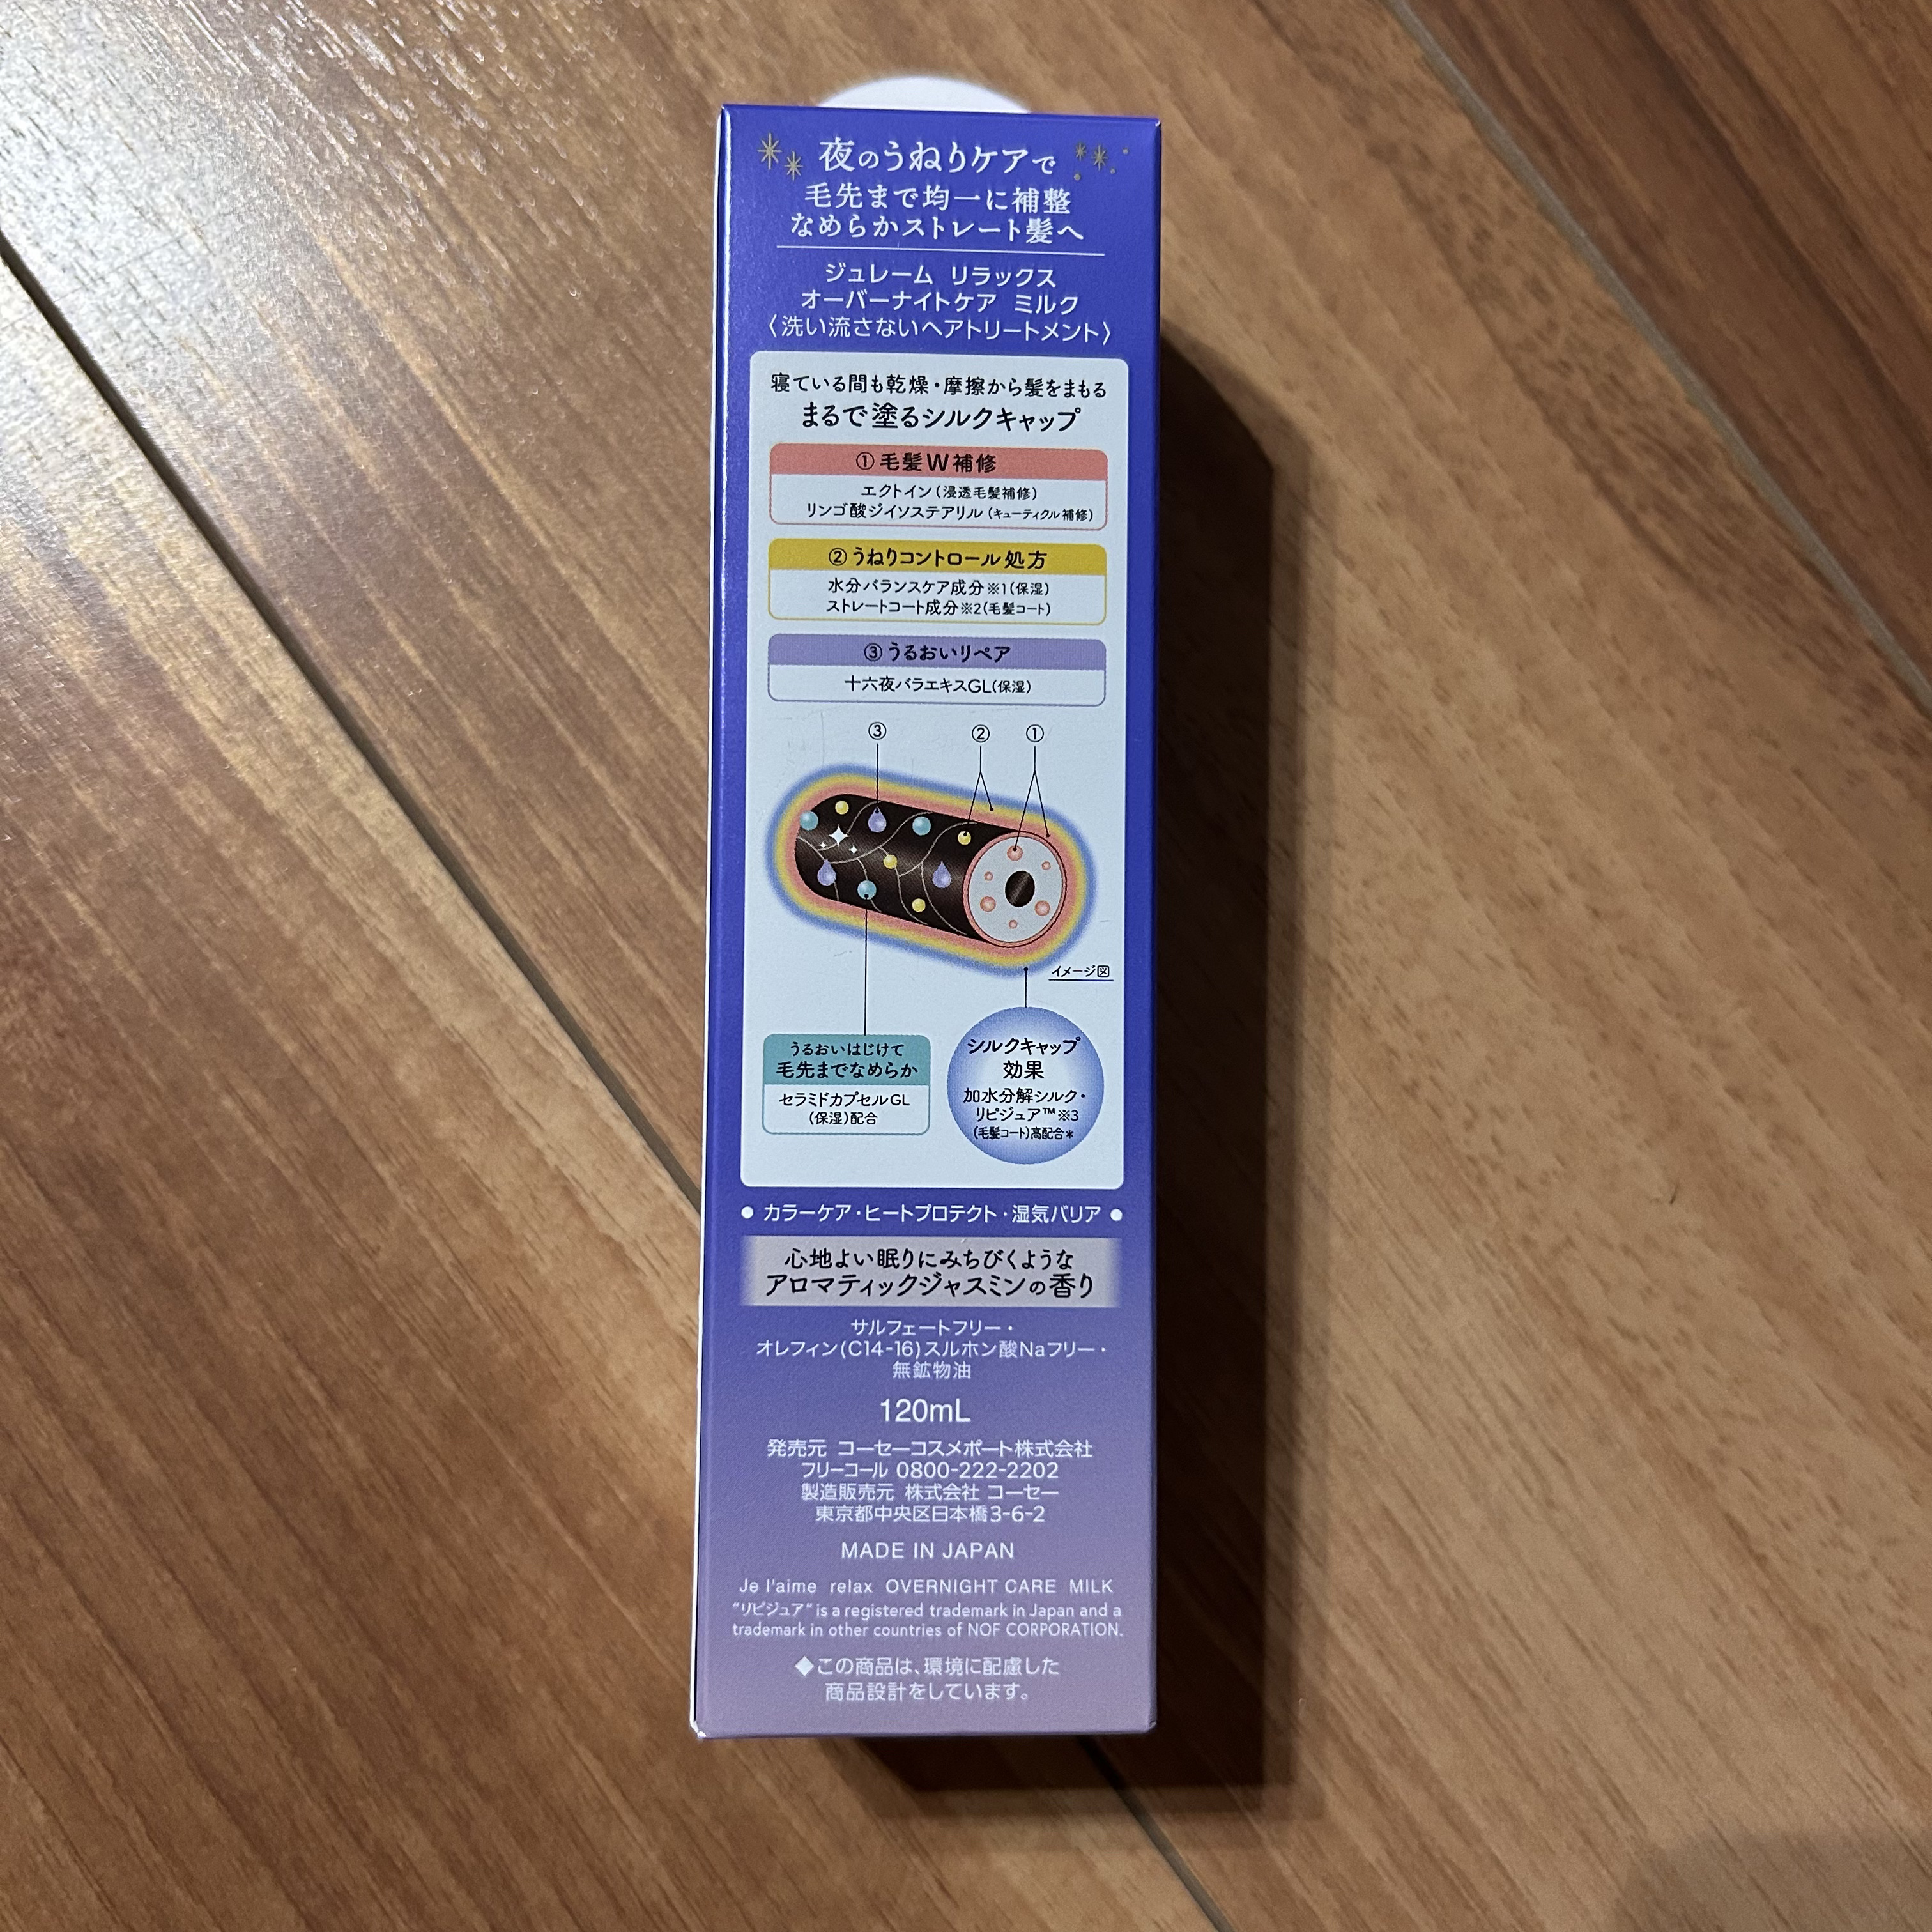 夜のうねりケアで
毛先まで均一に補整
なめらかストレート髪へ
ジュレーム リラックス
オーバーナイトケア ミルク
〈洗い流さないヘアトリートメント〉
寝ている間も乾燥・摩擦から髪をまもる
まるで塗るシルクキャップ
①毛髪W補修
エクトイン(浸透毛髪補修)
リンゴ酸ジイソステアリル(キューティクル補修)
②うねりコントロール処方
水分バランスケア成分※1(保湿)
ストレートコート成分※2(毛髪コート)
③うるおいリペア
十六夜バラエキスGL(保湿)
③ ② ①
イメージ図
うるおいはじけて
毛先までなめらか
セラミドカプセルGL
(保湿)配合
シルクキャップ
効果
加水分解シルク・
リピジュア™※3
(毛髪コート)高配合*
● カラーケア・ヒートプロテクト・湿気バリア ●
心地よい眠りにみちびくような
アロマティックジャスミンの香り
サルフェートフリー・
オレフィン(C14-16)スルホン酸Naフリー・
無鉱物油
120mL
発売元 コーセーコスメポート株式会社
フリーコール 0800-222-2202
製造販売元 株式会社 コーセー
東京都中央区日本橋3-6-2
MADE IN JAPAN
Je l'aime relax OVERNIGHT CARE MILK
"リピジュア" is a registered trademark in Japan and a
trademark in other countries of NOF CORPORATION.
◆この商品は、環境に配慮した
商品設計をしています。